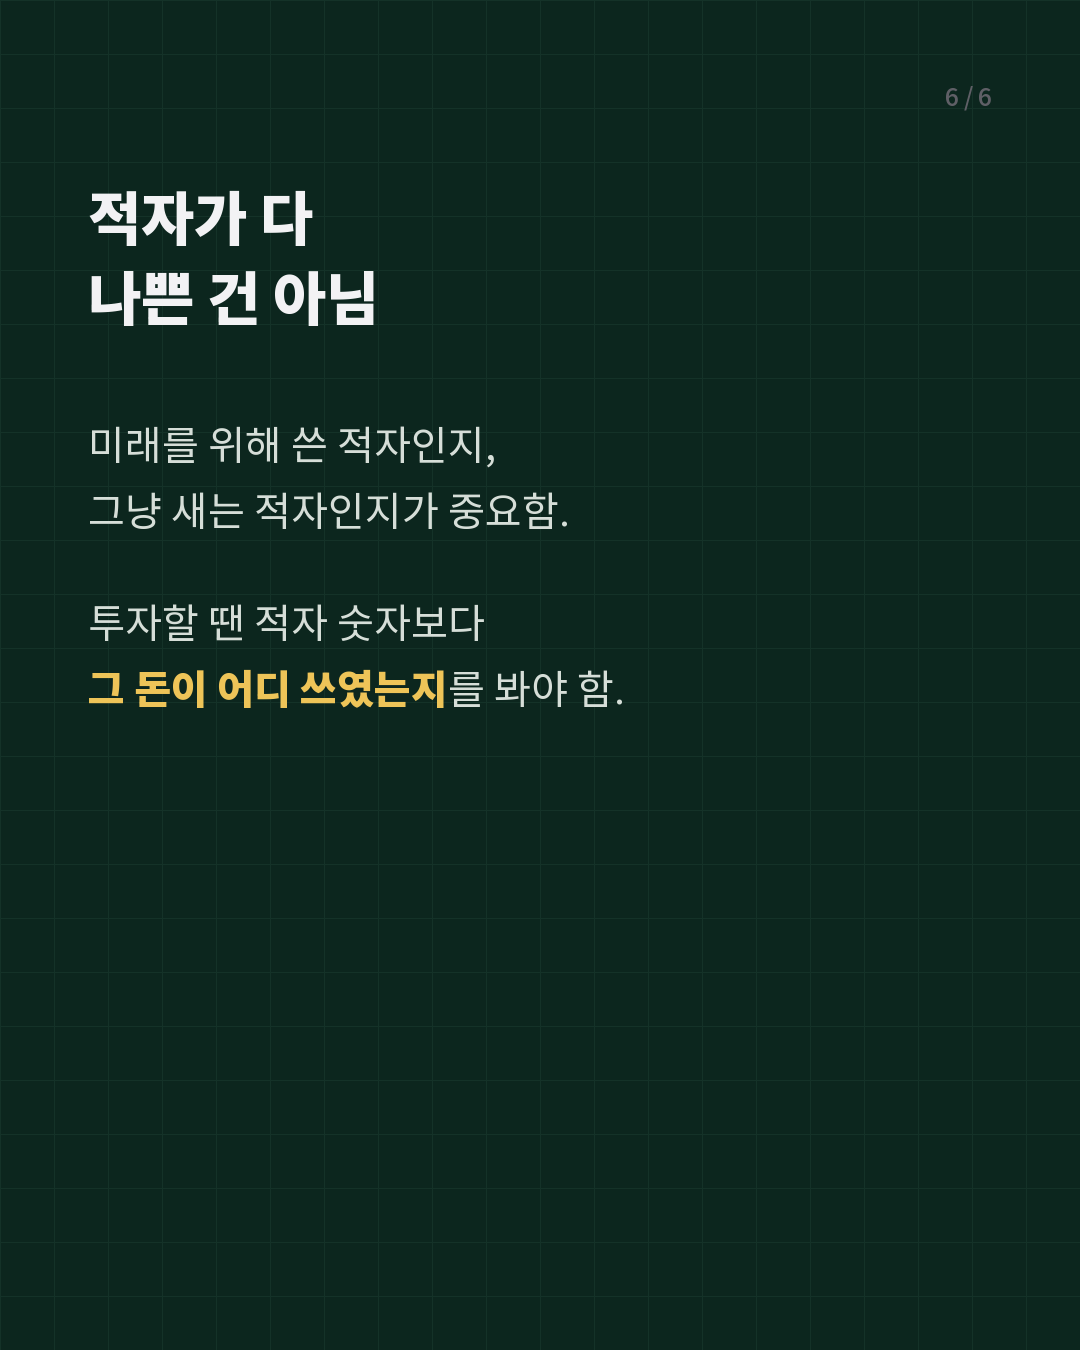 6 / 6
적자가 다
나쁜 건 아님
미래를 위해 쓴 적자인지,
그냥 새는 적자인지가 중요함.
투자할 땐 적자 숫자보다
그 돈이 어디 쓰였는지를 봐야 함.